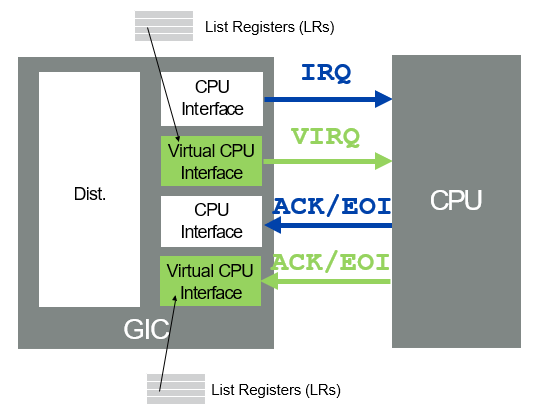 List Registers (LRs)
CPU
Interface
IRQ
Virtual CPU
Interface
VIRQ
Dist.
CPU
Interface
ACK/EOI
CPU
Virtual CPU
Interface
ACK/EOI
GIC
List Registers (LRs)